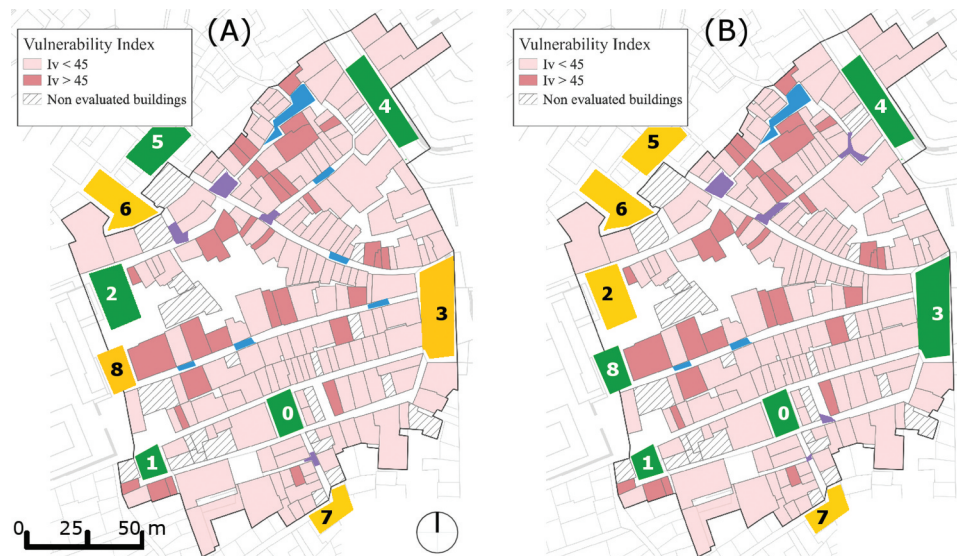 (A)
Vulnerability Index
Iv < 45
Iv > 45
Non evaluated buildings
4
5
6
2
3
8
0
1
7
0 25 50 m
(B)
Vulnerability Index
Iv < 45
Iv > 45
Non evaluated buildings
4
5
6
2
3
8
0
1
7